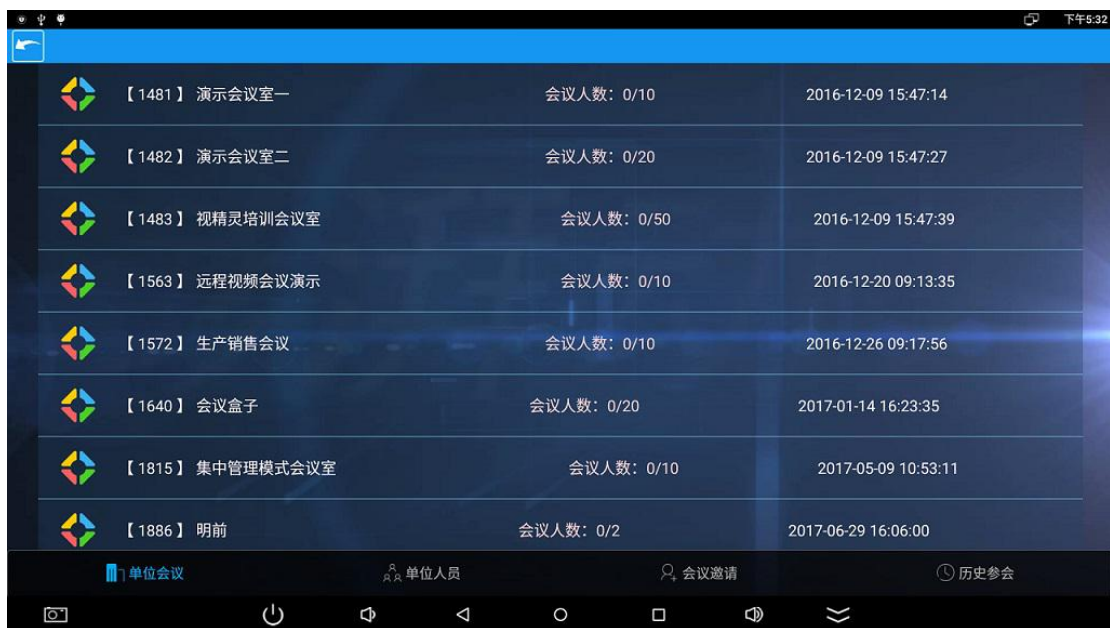 下午5:32
【1481】 演示会议室一 会议人数：0/10 2016-12-09 15:47:14
【1482】 演示会议室二 会议人数：0/20 2016-12-09 15:47:27
【1483】 视精灵培训会议室 会议人数：0/50 2016-12-09 15:47:39
【1563】 远程视频会议演示 会议人数：0/10 2016-12-20 09:13:35
【1572】 生产销售会议 会议人数：0/10 2016-12-26 09:17:56
【1640】 会议盒子 会议人数：0/20 2017-01-14 16:23:35
【1815】 集中管理模式会议室 会议人数：0/10 2017-05-09 10:53:11
【1886】 明前 会议人数：0/2 2017-06-29 16:06:00
单位会议 单位人员 会议邀请 历史参会